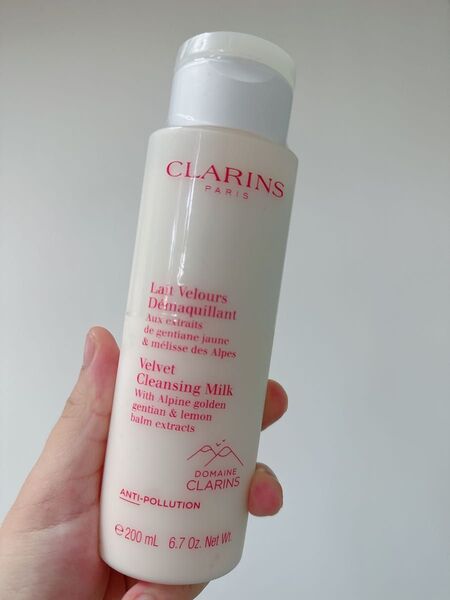 CLARINS
PARIS
Lait Velours
Démaquillant
Aux extraits
de gentiane jaune
& mélisse des Alpes
Velvet
Cleansing Milk
With Alpine golden
gentian & lemon
balm extracts
DOMAINE
CLARINS
ANTI-POLLUTION
℮200 mL 6.7 Oz. Net Wt.